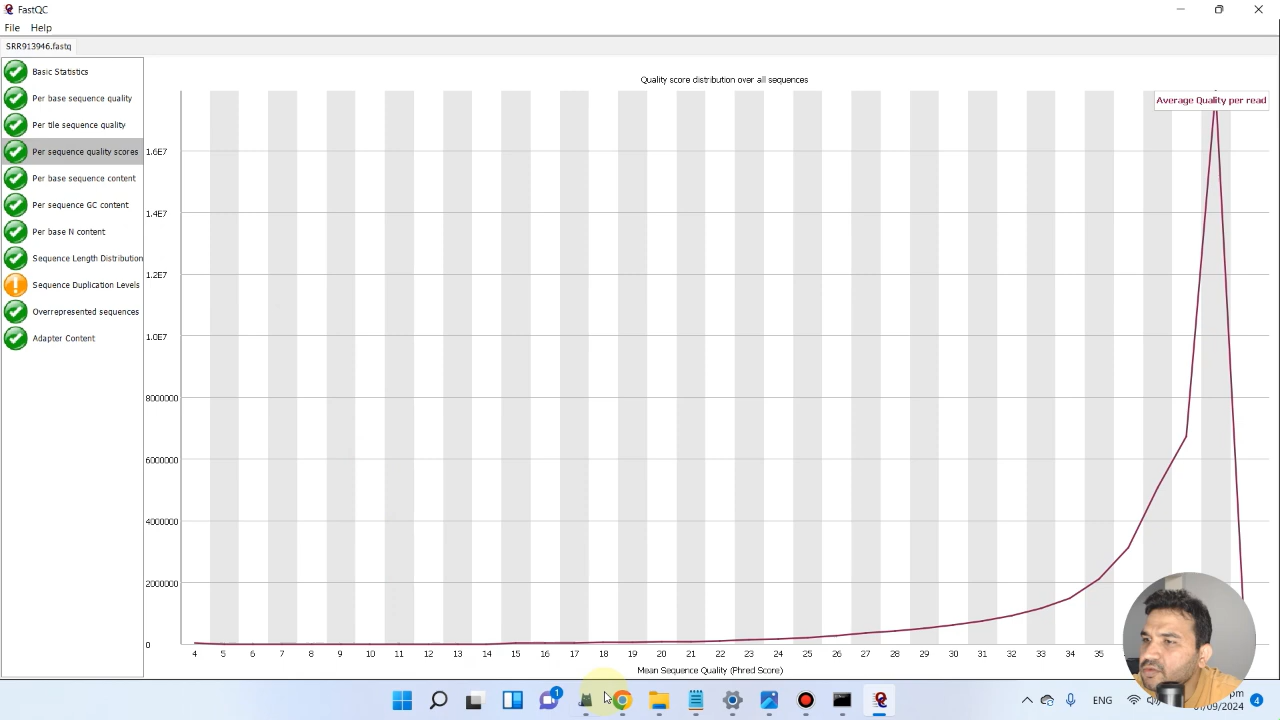 FastQC
File Help
SRR913946.fastq
Basic Statistics
Per base sequence quality
Per tile sequence quality
Per sequence quality scores
Per base sequence content
Per sequence GC content
Per base N content
Sequence Length Distribution
Sequence Duplication Levels
Overrepresented sequences
Adapter Content
Quality score distribution over all sequences
Average Quality per read
1.6E7
1.4E7
1.2E7
1.0E7
8000000
6000000
4000000
2000000
0
4 5 6 7 8 9 10 11 12 13 14 15 16 17 18 19 20 21 22 23 24 25 26 27 28 29 30 31 32 33 34 35
Mean Sequence Quality (Phred Score)
1
ENG
pm
/09/2024
4